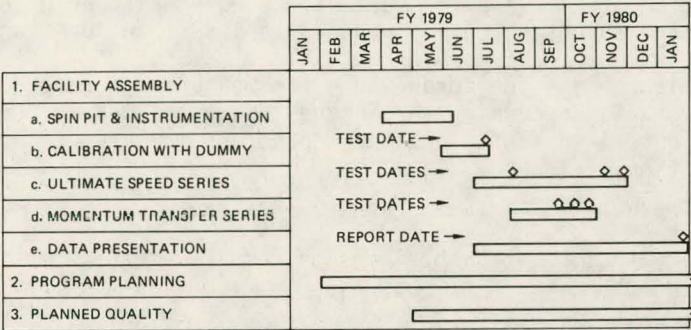 FY 1979 FY 1980
JAN FEB MAR APR MAY JUN JUL AUG SEP OCT NOV DEC JAN
1. FACILITY ASSEMBLY
a. SPIN PIT & INSTRUMENTATION
TEST DATE
b. CALIBRATION WITH DUMMY
TEST DATES
c. ULTIMATE SPEED SERIES
TEST DATES
d. MOMENTUM TRANSFER SERIES
REPORT DATE
e. DATA PRESENTATION
2. PROGRAM PLANNING
3. PLANNED QUALITY